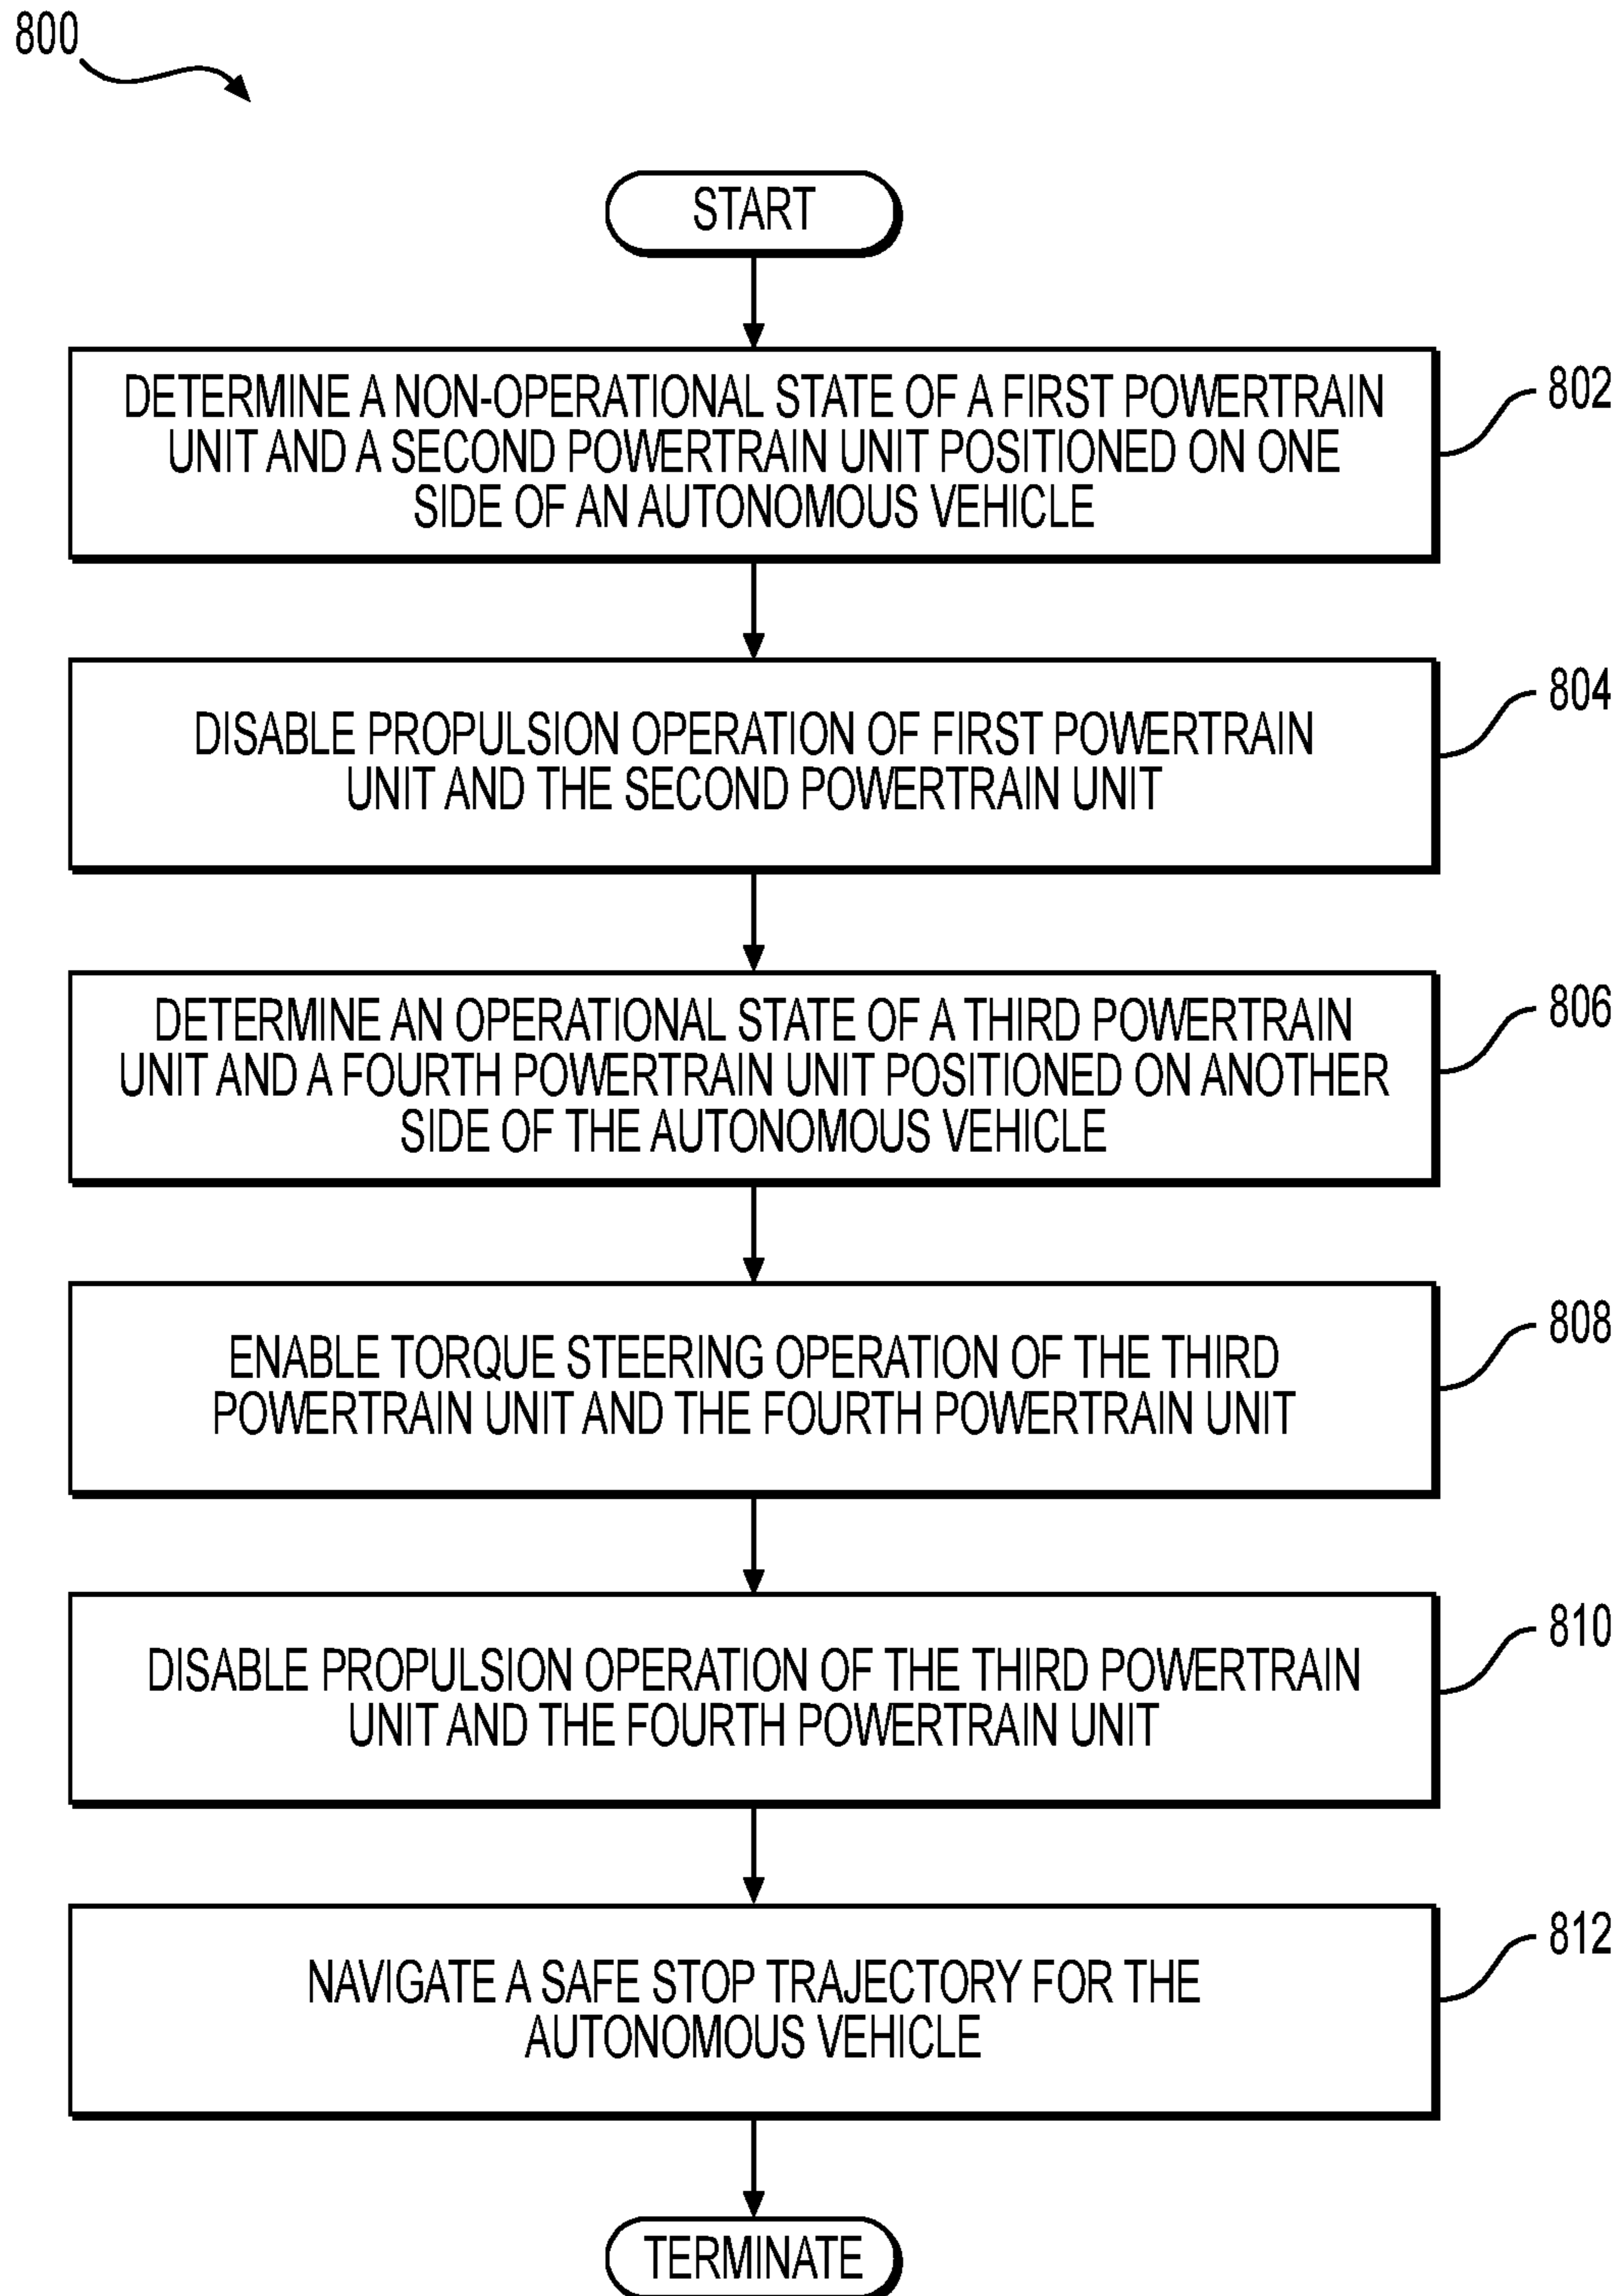 800
START
DETERMINE A NON-OPERATIONAL STATE OF A FIRST POWERTRAIN
UNIT AND A SECOND POWERTRAIN UNIT POSITIONED ON ONE
SIDE OF AN AUTONOMOUS VEHICLE
802
DISABLE PROPULSION OPERATION OF FIRST POWERTRAIN
UNIT AND THE SECOND POWERTRAIN UNIT
804
DETERMINE AN OPERATIONAL STATE OF A THIRD POWERTRAIN
UNIT AND A FOURTH POWERTRAIN UNIT POSITIONED ON ANOTHER
SIDE OF THE AUTONOMOUS VEHICLE
806
ENABLE TORQUE STEERING OPERATION OF THE THIRD
POWERTRAIN UNIT AND THE FOURTH POWERTRAIN UNIT
808
DISABLE PROPULSION OPERATION OF THE THIRD POWERTRAIN
UNIT AND THE FOURTH POWERTRAIN UNIT
810
NAVIGATE A SAFE STOP TRAJECTORY FOR THE
AUTONOMOUS VEHICLE
812
TERMINATE